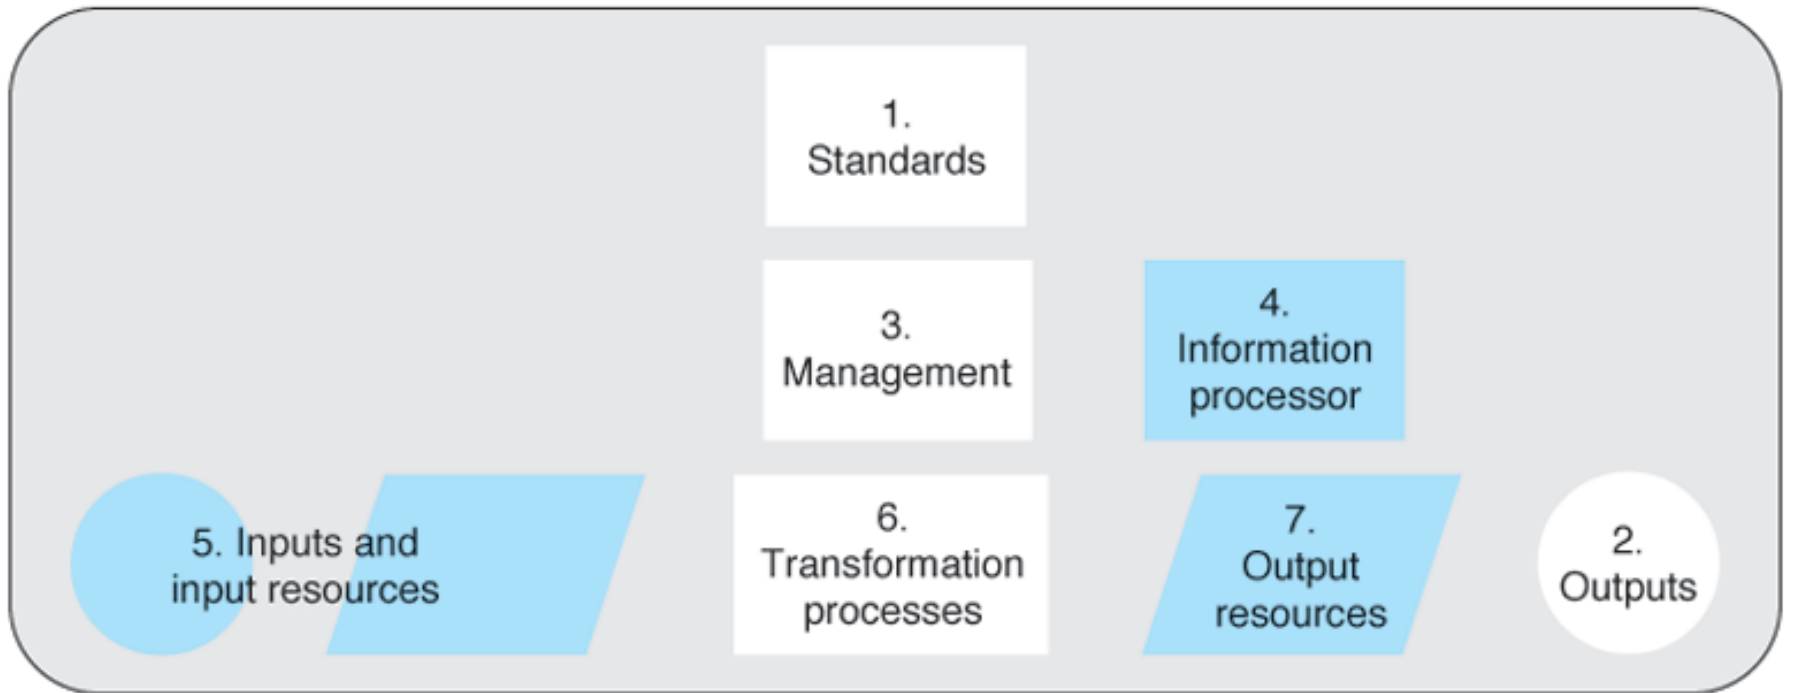 1.
Standards
3.
Management
4.
Information
processor
5. Inputs and
input resources
6.
Transformation
processes
7.
Output
resources
2.
Outputs